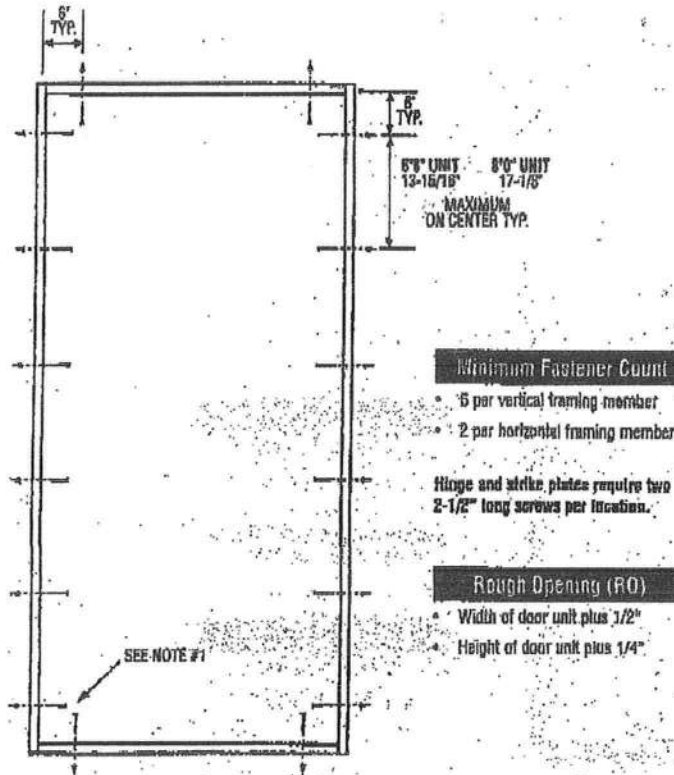 6"
TYP.
6"
TYP.
6'8" UNIT 8'0" UNIT
13-15/16" 17-1/8"
MAXIMUM
ON CENTER TYP.
Minimum Fastener Count
• 6 per vertical framing member
• 2 per horizontal framing member
Hinge and strike plates require two
2-1/2" long screws per location.
Rough Opening (RO)
• Width of door unit plus 1/2"
• Height of door unit plus 1/4"
SEE NOTE #1